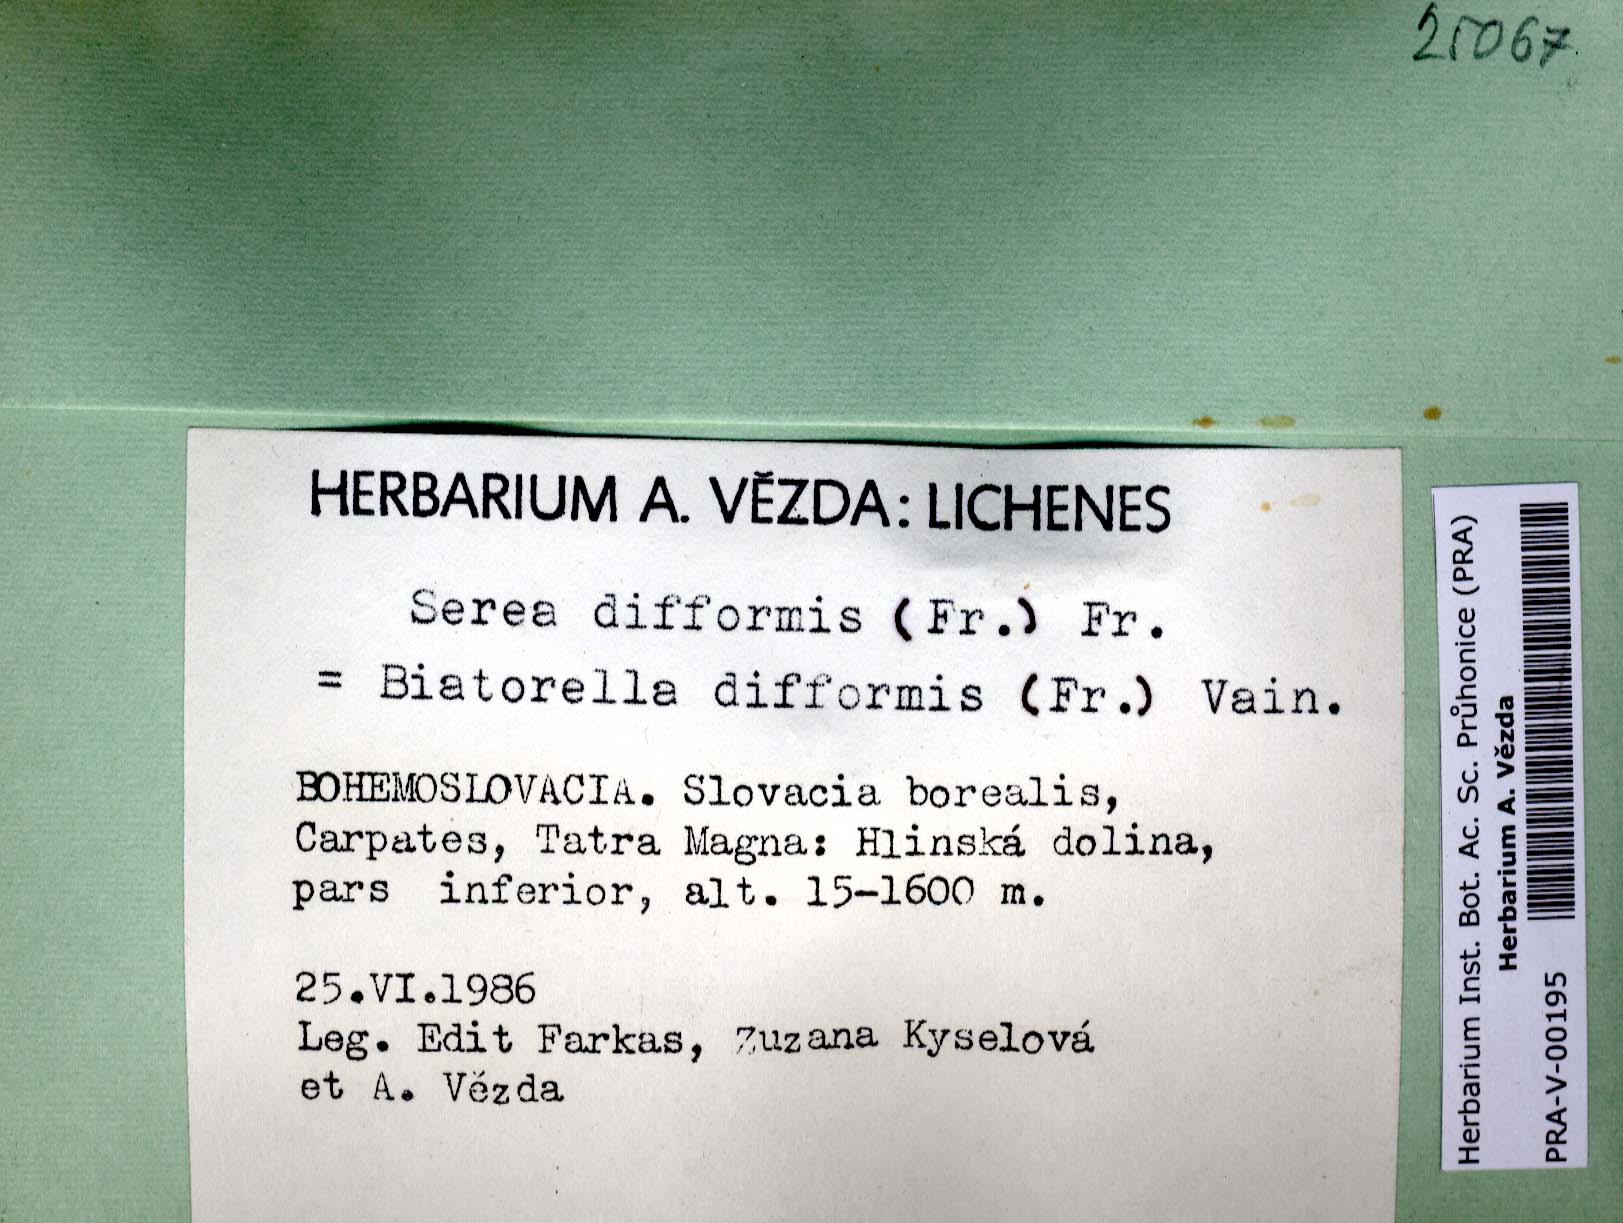 25067
HERBARIUM A. VĚZDA: LICHENES
Serea difformis (Fr.) Fr.
= Biatorella difformis (Fr.) Vain.
BOHEMOSLOVACIA. Slovacia borealis,
Carpates, Tatra Magna: Hlinská dolina,
pars inferior, alt. 15-1600 m.
25.VI.1986
Leg. Edit Farkas, Zuzana Kyselová
et A. Vězda
Herbarium Inst. Bot. Ac. Sc. Průhonice (PRA)
Herbarium A. Vězda
PRA-V-00195